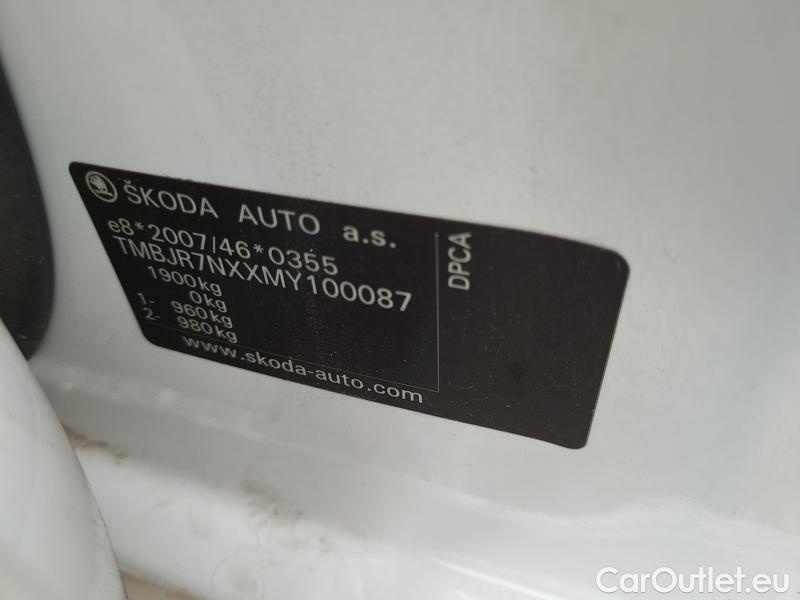 ŠKODA AUTO a.s.
e8*2007/46*0355
TMBJR7NXXMY100087
1900kg
0kg
1- 960kg
2- 980kg
www.skoda-auto.com
DPCA
CarOutlet.eu